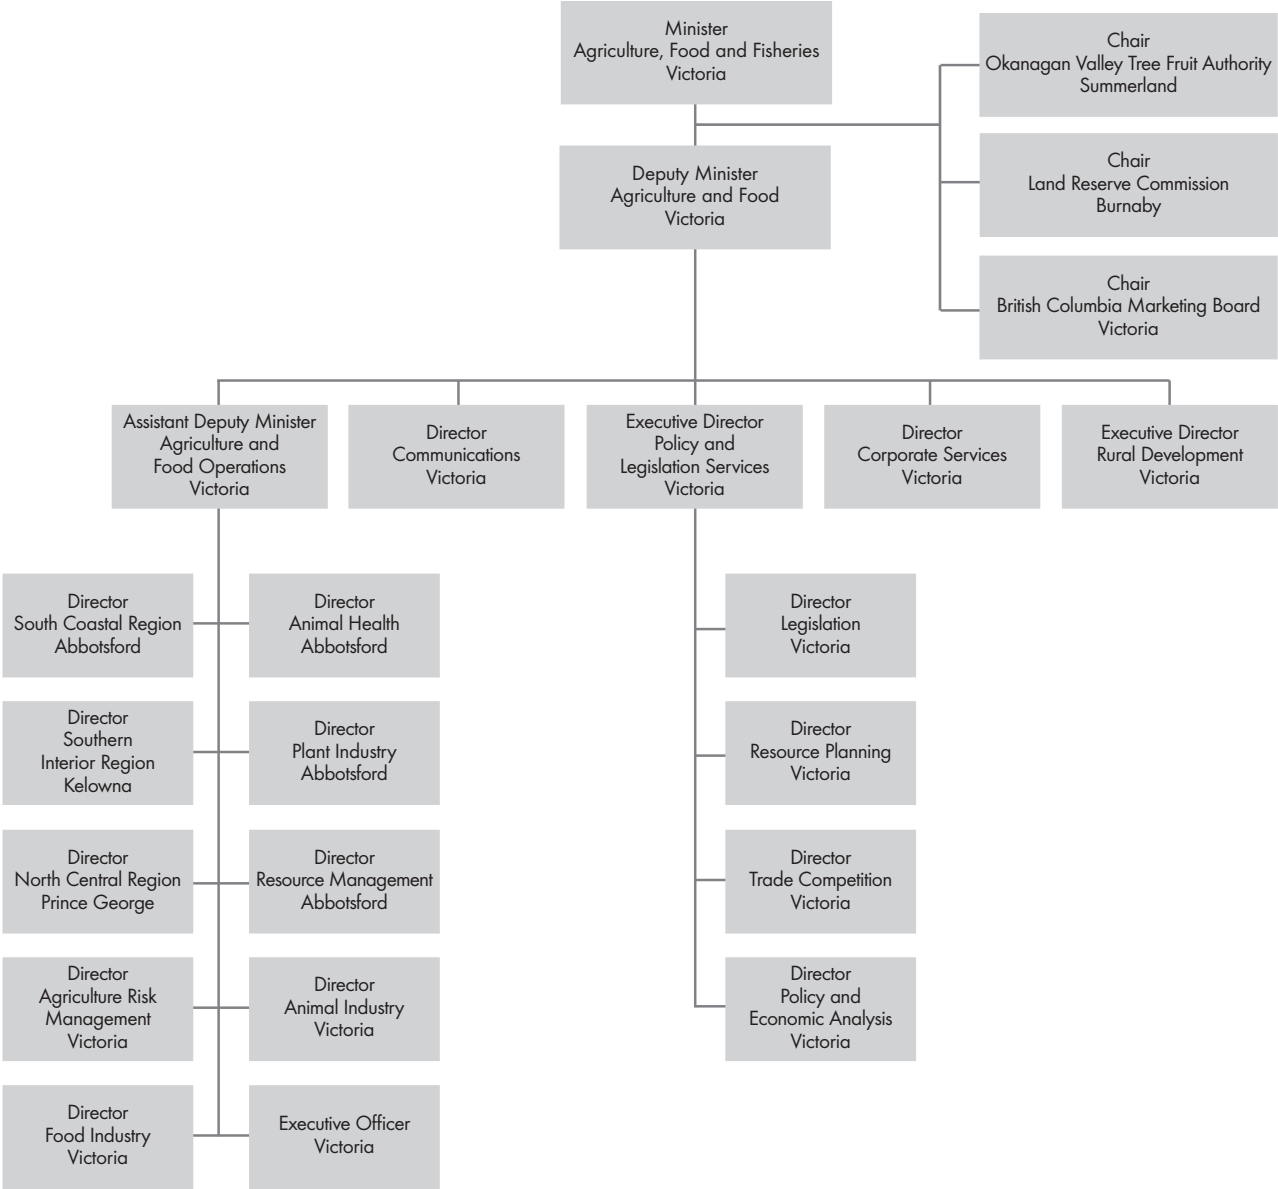 Minister
Agriculture, Food and Fisheries
Victoria
Chair
Okanagan Valley Tree Fruit Authority
Summerland
Chair
Land Reserve Commission
Burnaby
Deputy Minister
Agriculture and Food
Victoria
Chair
British Columbia Marketing Board
Victoria
Assistant Deputy Minister
Agriculture and
Food Operations
Victoria
Director
Communications
Victoria
Executive Director
Policy and
Legislation Services
Victoria
Director
Corporate Services
Victoria
Executive Director
Rural Development
Victoria
Director
South Coastal Region
Abbotsford
Director
Animal Health
Abbotsford
Director
Legislation
Victoria
Director
Southern
Interior Region
Kelowna
Director
Plant Industry
Abbotsford
Director
Resource Planning
Victoria
Director
North Central Region
Prince George
Director
Resource Management
Abbotsford
Director
Trade Competition
Victoria
Director
Agriculture Risk
Management
Victoria
Director
Animal Industry
Victoria
Director
Policy and
Economic Analysis
Victoria
Director
Food Industry
Victoria
Executive Officer
Victoria